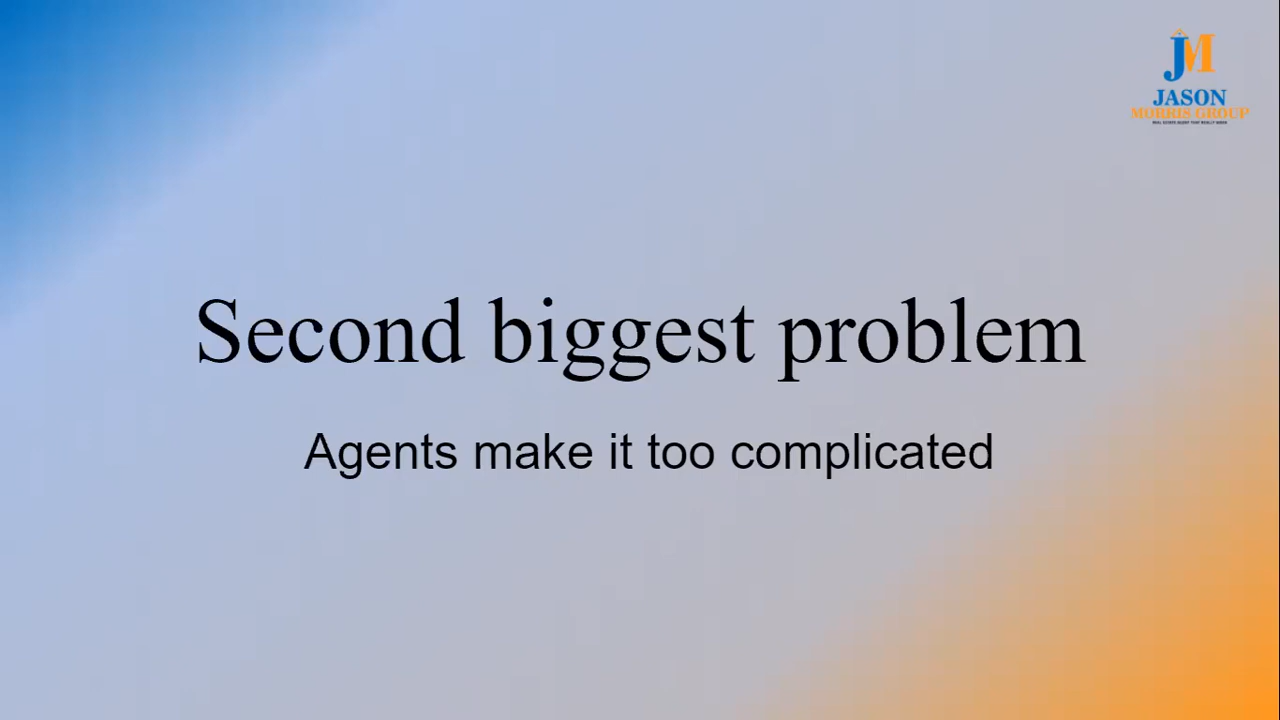 JM
JASON
MORRIS GROUP
Second biggest problem
Agents make it too complicated